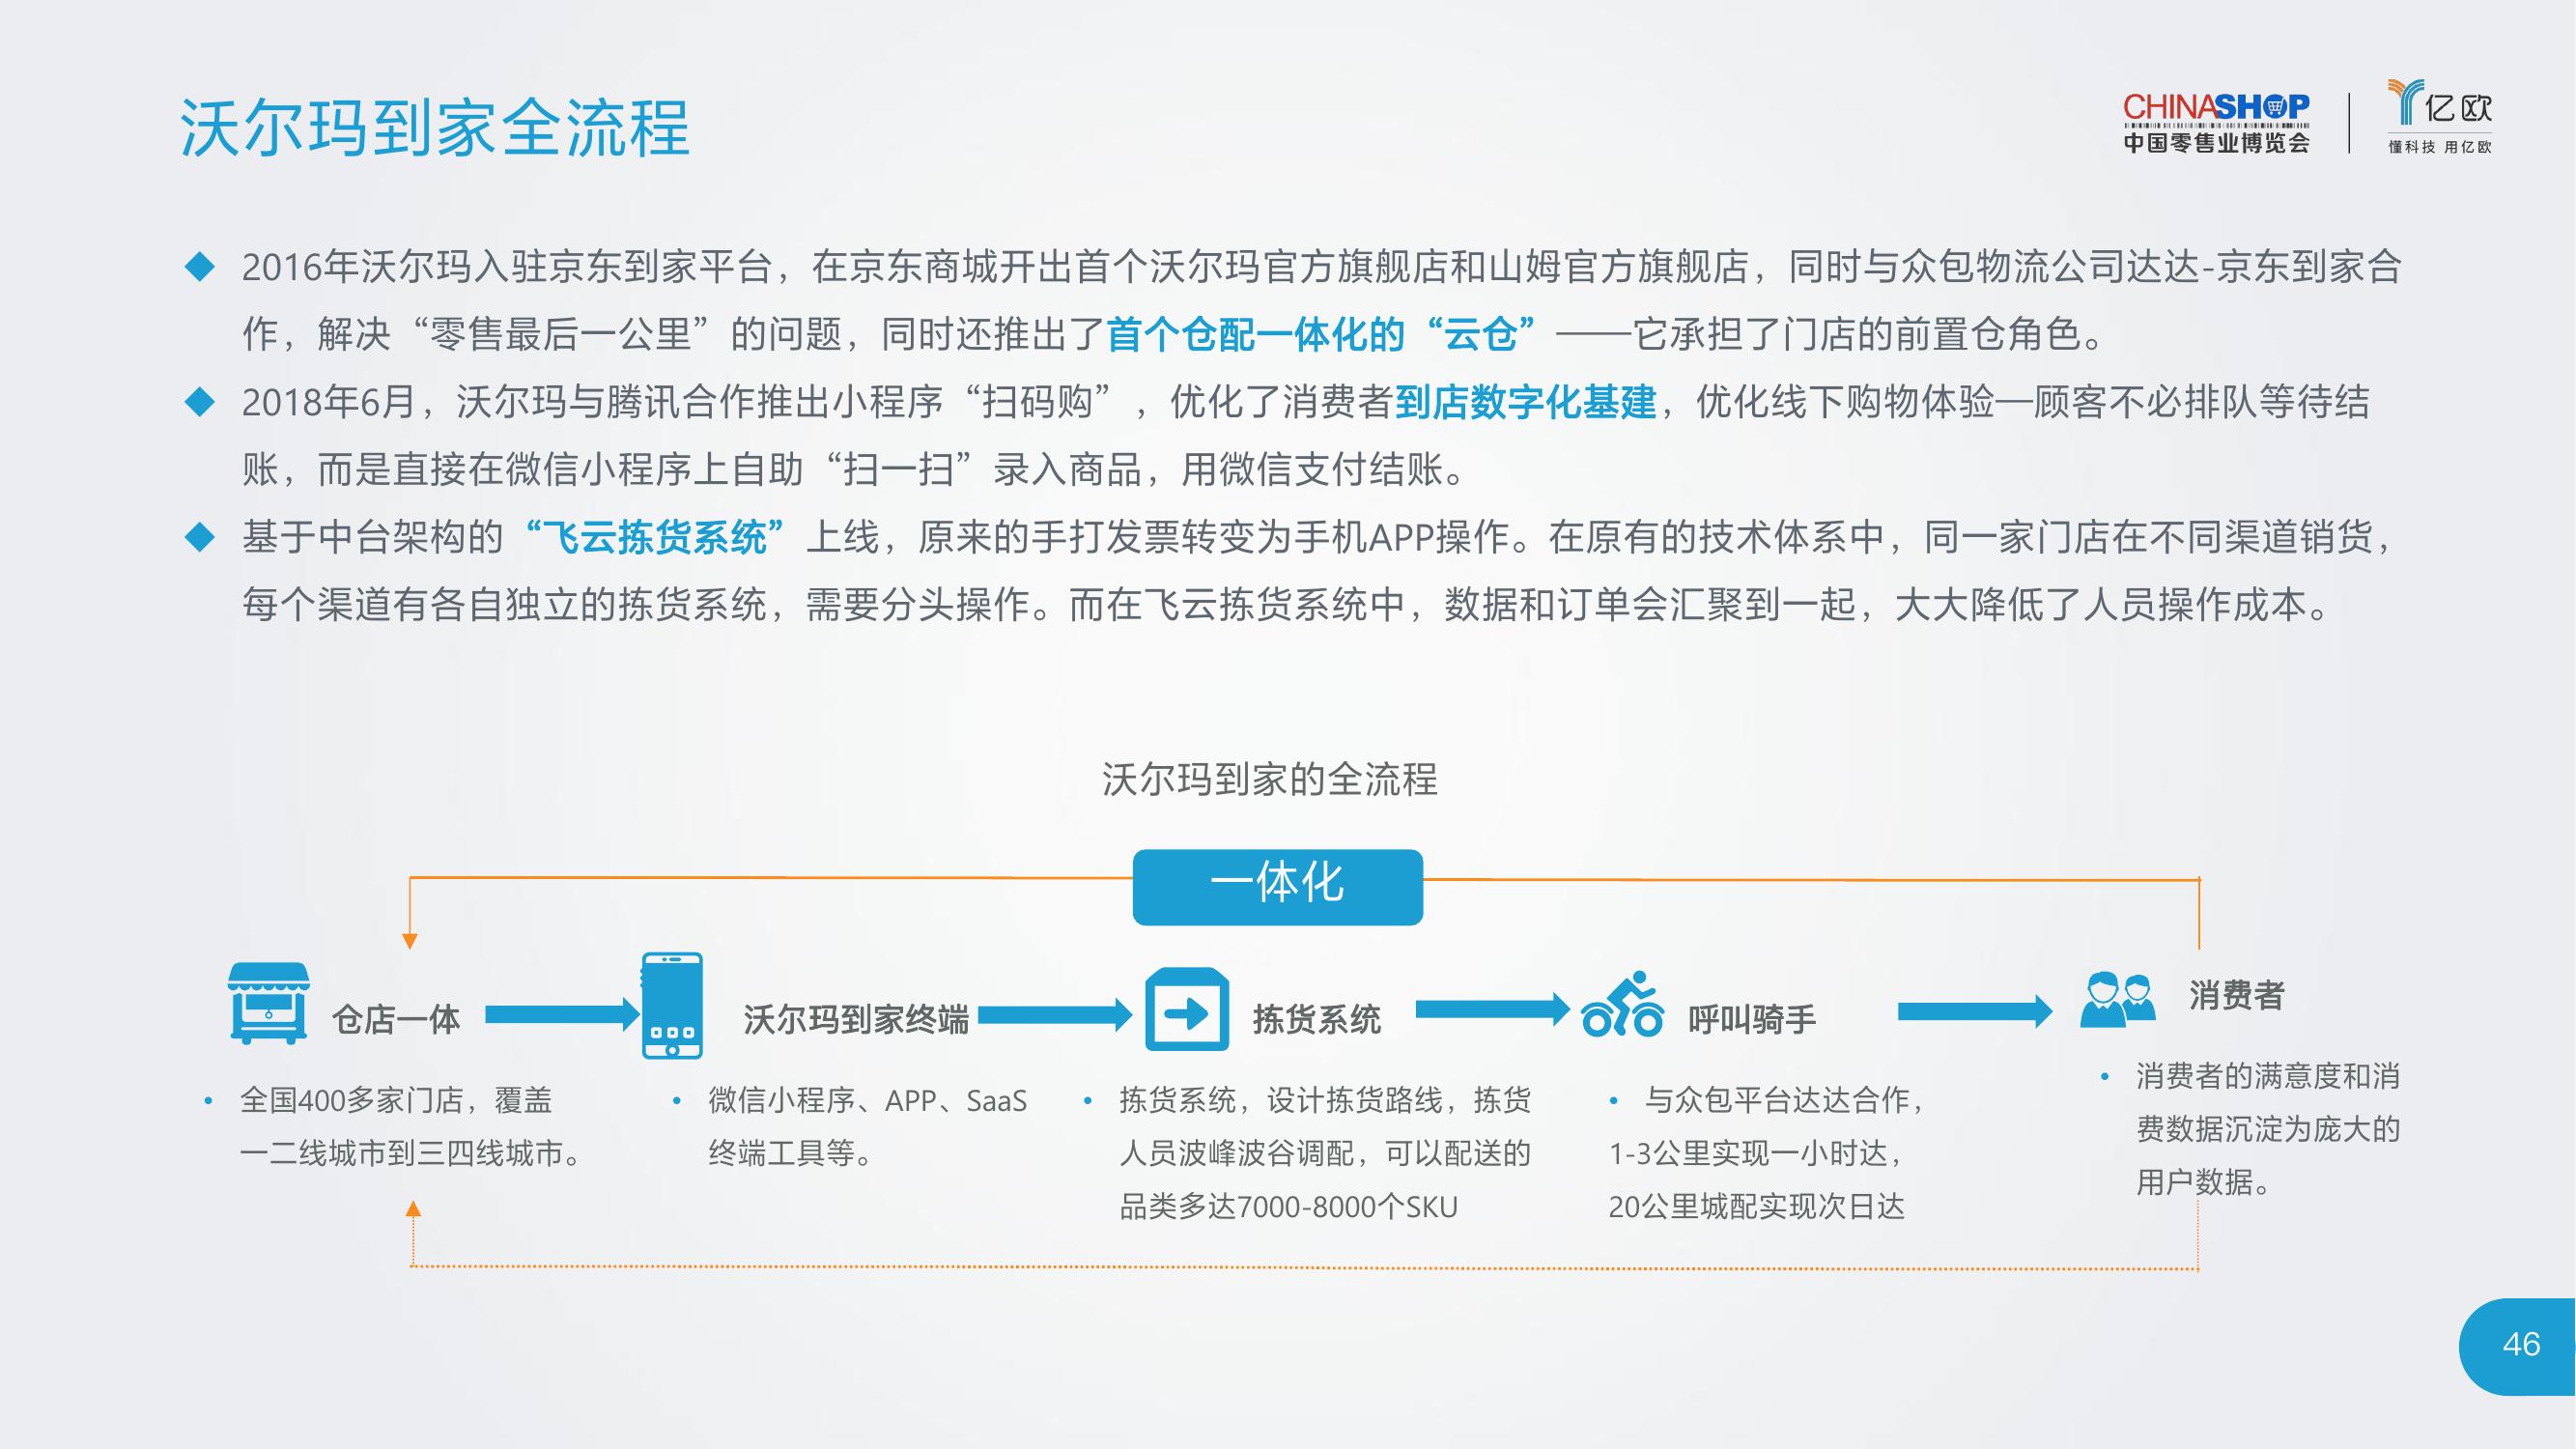 沃尔玛到家全流程
CHINASHOP
中国零售业博览会
亿欧
懂科技 用亿欧
2016年沃尔玛入驻京东到家平台，在京东商城开出首个沃尔玛官方旗舰店和山姆官方旗舰店，同时与众包物流公司达达-京东到家合
作，解决“零售最后一公里”的问题，同时还推出了首个仓配一体化的“云仓”——它承担了门店的前置仓角色。
2018年6月，沃尔玛与腾讯合作推出小程序“扫码购”，优化了消费者到店数字化基建，优化线下购物体验—顾客不必排队等待结
账，而是直接在微信小程序上自助“扫一扫”录入商品，用微信支付结账。
基于中台架构的“飞云拣货系统”上线，原来的手打发票转变为手机APP操作。在原有的技术体系中，同一家门店在不同渠道销货，
每个渠道有各自独立的拣货系统，需要分头操作。而在飞云拣货系统中，数据和订单会汇聚到一起，大大降低了人员操作成本。
沃尔玛到家的全流程
一体化
仓店一体
• 全国400多家门店，覆盖
一二线城市到三四线城市。
沃尔玛到家终端
• 微信小程序、APP、SaaS
终端工具等。
拣货系统
• 拣货系统，设计拣货路线，拣货
人员波峰波谷调配，可以配送的
品类多达7000-8000个SKU
呼叫骑手
• 与众包平台达达合作，
1-3公里实现一小时达，
20公里城配实现次日达
消费者
• 消费者的满意度和消
费数据沉淀为庞大的
用户数据。
46